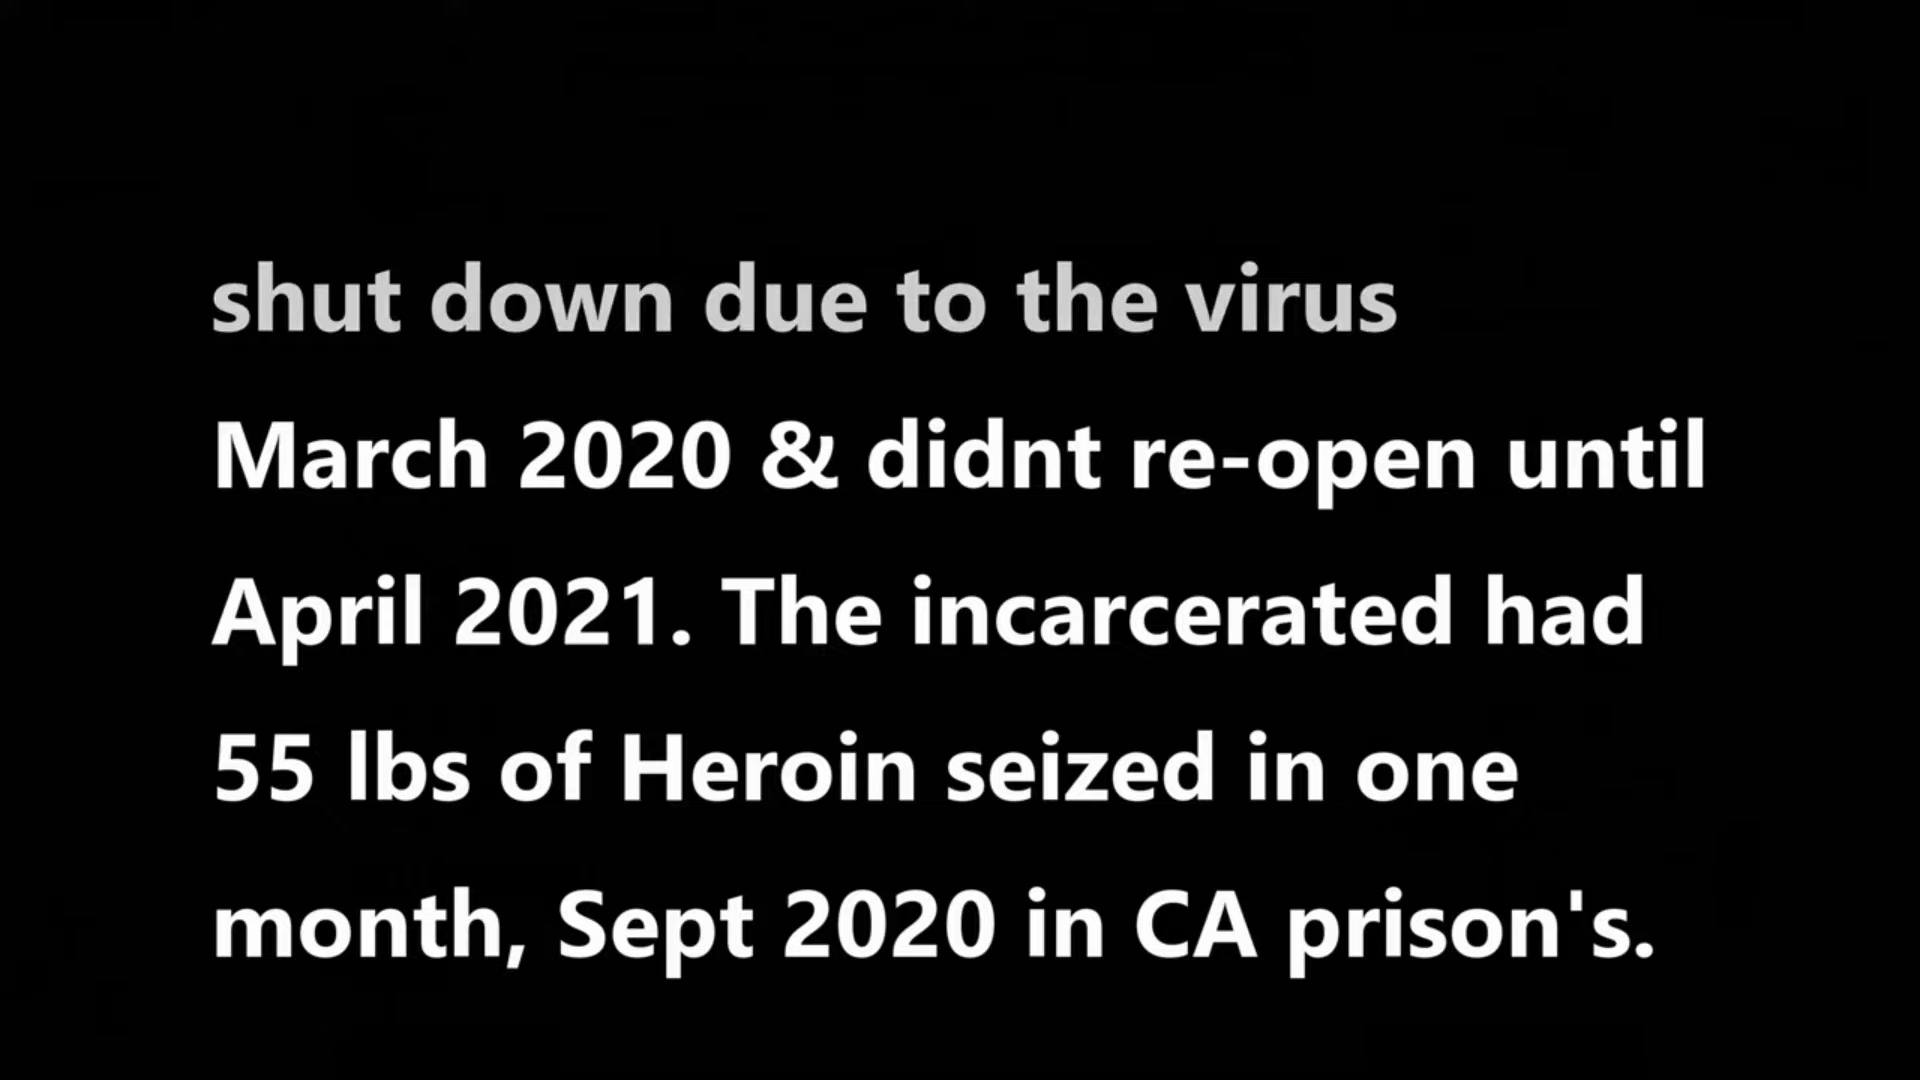 shut down due to the virus
March 2020 & didnt re-open until
April 2021. The incarcerated had
55 lbs of Heroin seized in one
month, Sept 2020 in CA prison's.